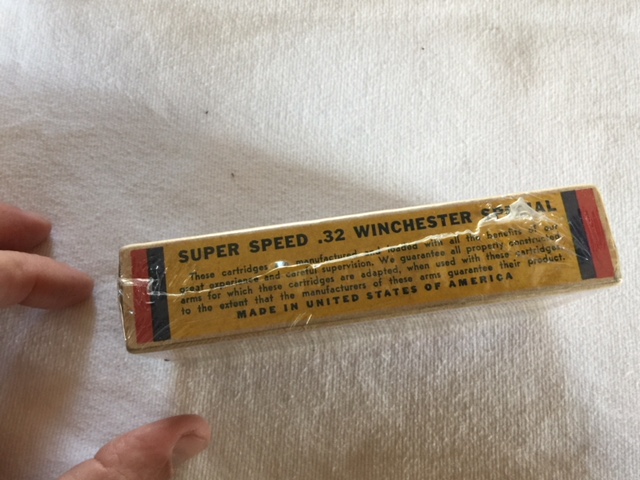 SUPER SPEED .32 WINCHESTER SPECIAL
Those cartridges manufactured and loaded with all the benefits of our
great experience and careful supervision. We guarantee all properly constructed
arms for which these cartridges are adapted, when used with these cartridges
to the extent that the manufacturers of these arms guarantee their product.
MADE IN UNITED STATES OF AMERICA